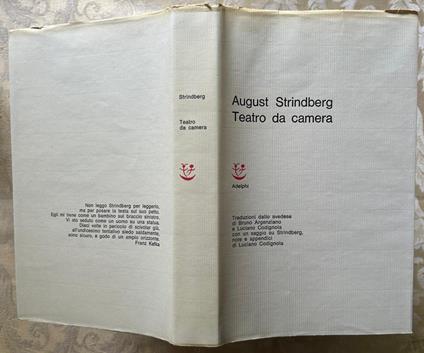 Non leggo Strindberg per leggerlo,
ma per posare la testa sul suo petto.
Egli mi tiene come un bambino sul braccio sinistro.
Vi sto seduto come un uomo su una statua.
Dieci volte in pericolo di scivolar giù,
all'undicesimo tentativo siedo saldamente,
sono sicuro, e godo di un ampio orizzonte.
Franz Kafka
Strindberg
Teatro
da camera
August Strindberg
Teatro da camera
Adelphi
Traduzioni dallo svedese
di Bruno Argenziano
e Luciano Codignola
con un saggio su Strindberg,
note e appendici
di Luciano Codignola